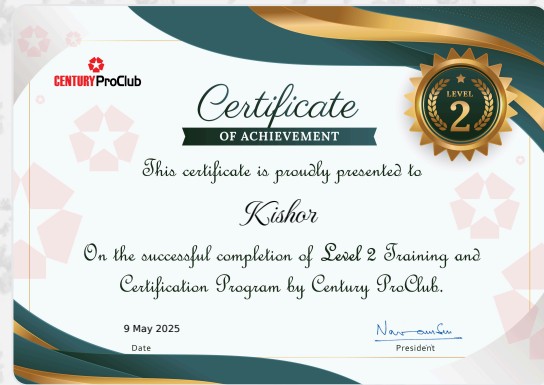 CENTURY ProClub
LEVEL
2
Certificate
OF ACHIEVEMENT
This certificate is proudly presented to
Kishor
On the successful completion of Level 2 Training and
Certification Program by Century ProClub.
9 May 2025
Date
President